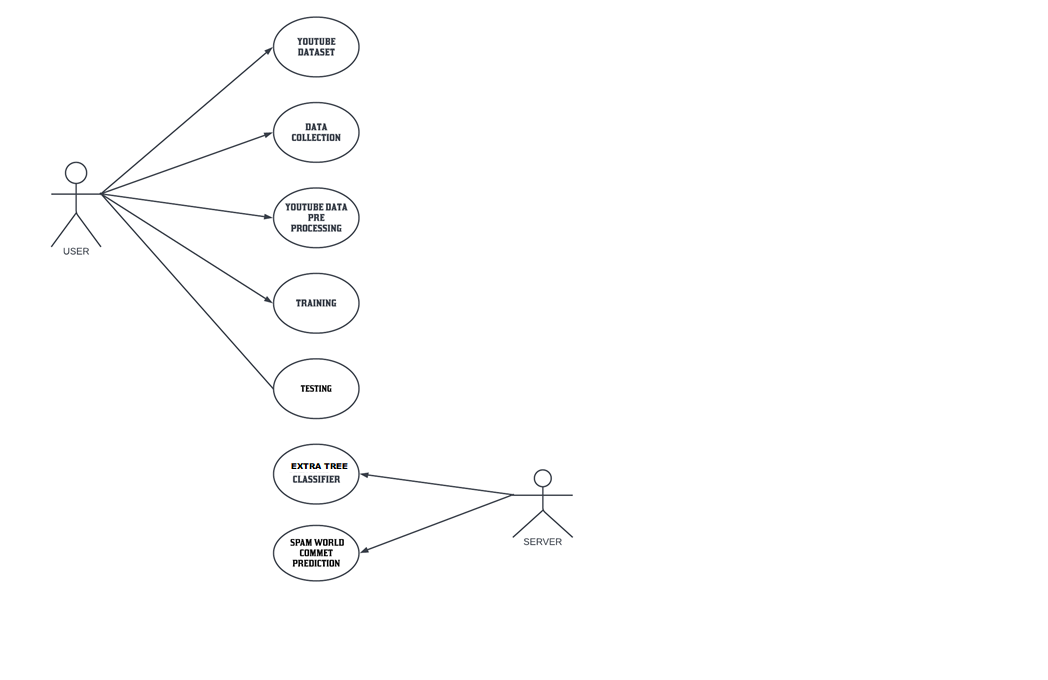 YOUTUBE
DATASET
DATA
COLLECTION
YOUTUBE DATA
PRE
PROCESSING
USER
TRAINING
TESTING
EXTRA TREE
CLASSIFIER
SERVER
SPAM WORLD
COMMET
PREDICTION